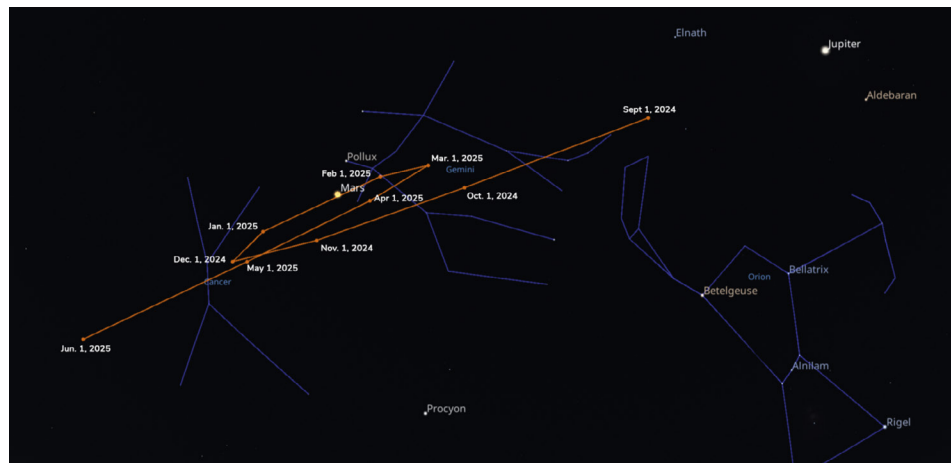 Elnath
Jupiter
Aldebaran
Sept 1, 2024
Pollux
Mar. 1, 2025
Feb 1, 2025
Gemini
Mars
Oct. 1, 2024
Apr 1, 2025
Jan. 1, 2025
Nov. 1, 2024
Dec. 1, 2024
May 1, 2025
Cancer
Orion
Bellatrix
Betelgeuse
Jun. 1, 2025
Alnilam
Procyon
Rigel